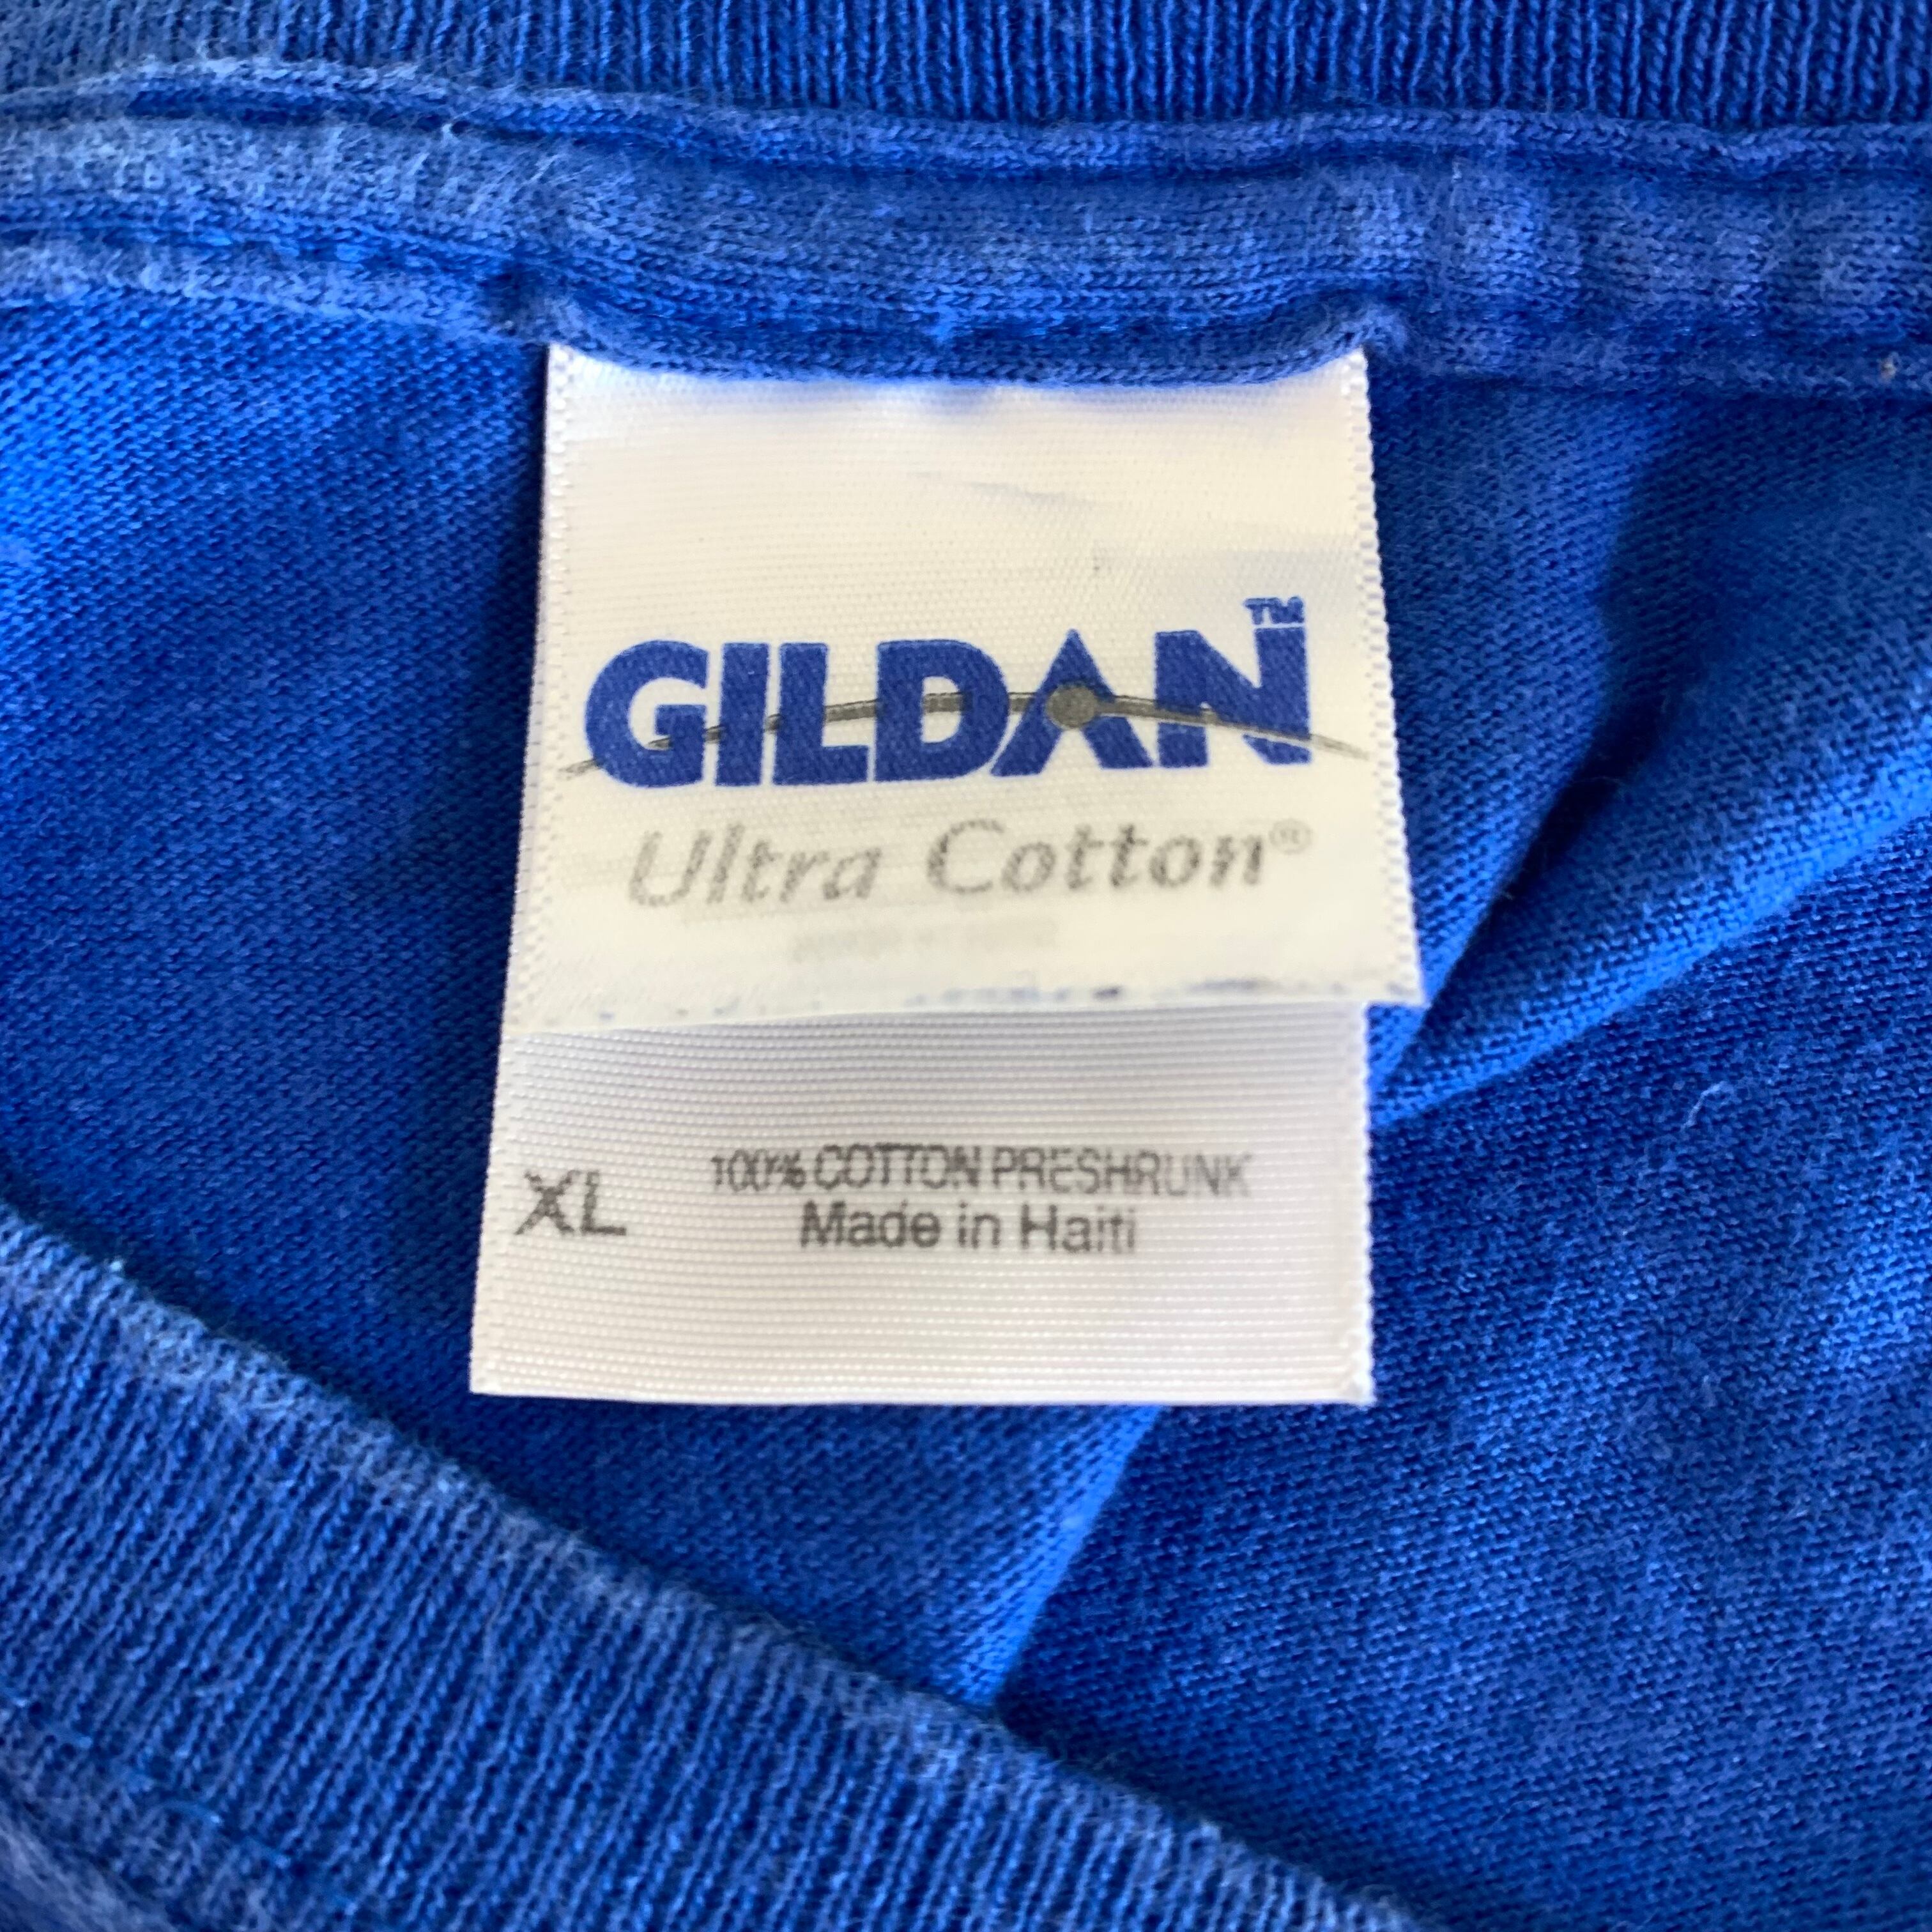 GILDAN™
Ultra Cotton®
XL
100% COTTON PRESHRUNK
Made in Haiti